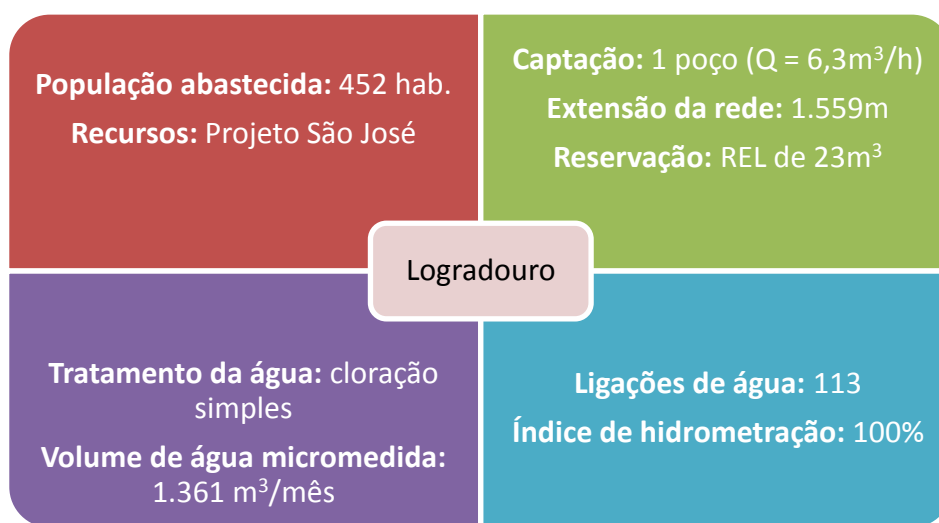 População abastecida: 452 hab.
Recursos: Projeto São José
Captação: 1 poço (Q = 6,3m³/h)
Extensão da rede: 1.559m
Reservação: REL de 23m³
Logradouro
Tratamento da água: cloração
simples
Volume de água micromedida:
1.361 m³/mês
Ligações de água: 113
Índice de hidrometração: 100%